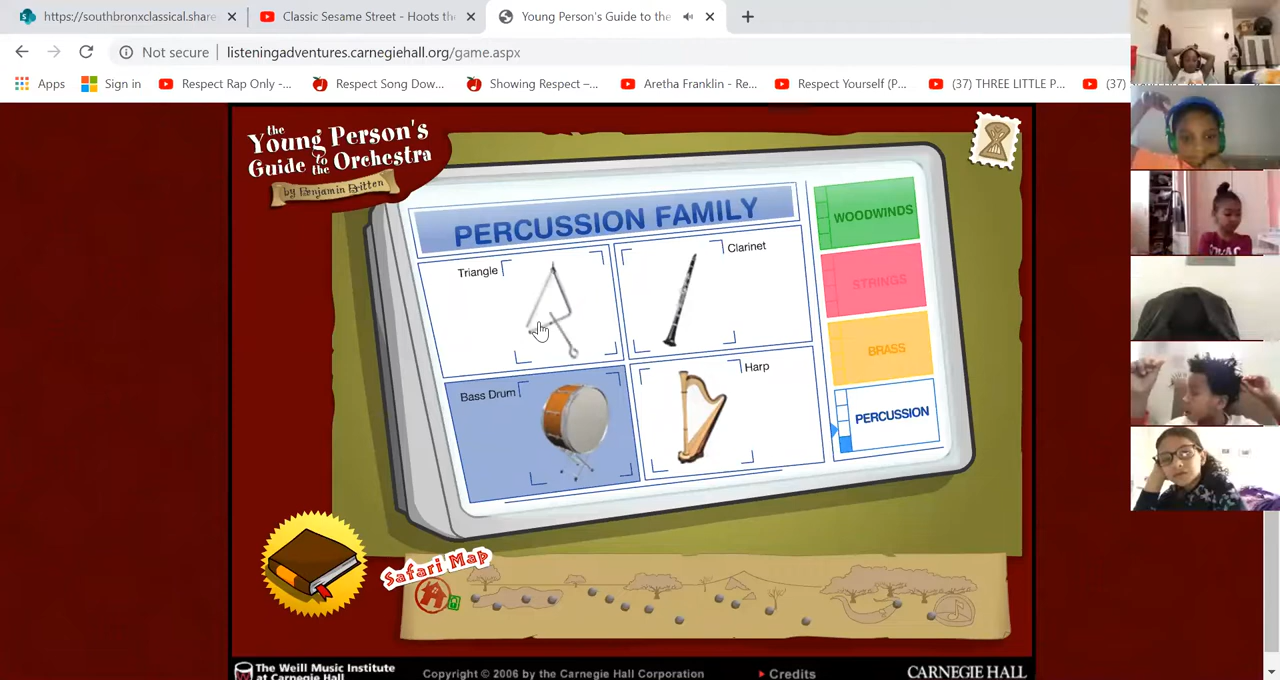 https://southbronxclassical.share
Classic Sesame Street - Hoots the
Young Person's Guide to the
Not secure
listeningadventures.carnegiehall.org/game.aspx
Apps
Sign in
Respect Rap Only -...
Respect Song Dow...
Showing Respect –...
Aretha Franklin - Re...
Respect Yourself (P...
(37) THREE LITTLE P...
(37)
the
Young Person's
Guide to the Orchestra
by Benjamin Britten
PERCUSSION FAMILY
Triangle
Clarinet
Bass Drum
Harp
WOODWINDS
STRINGS
BRASS
PERCUSSION
Safari Map
The Weill Music Institute
at Carnegie Hall
Copyright © 2006 by the Carnegie Hall Corporation
Credits
CARNEGIE HALL